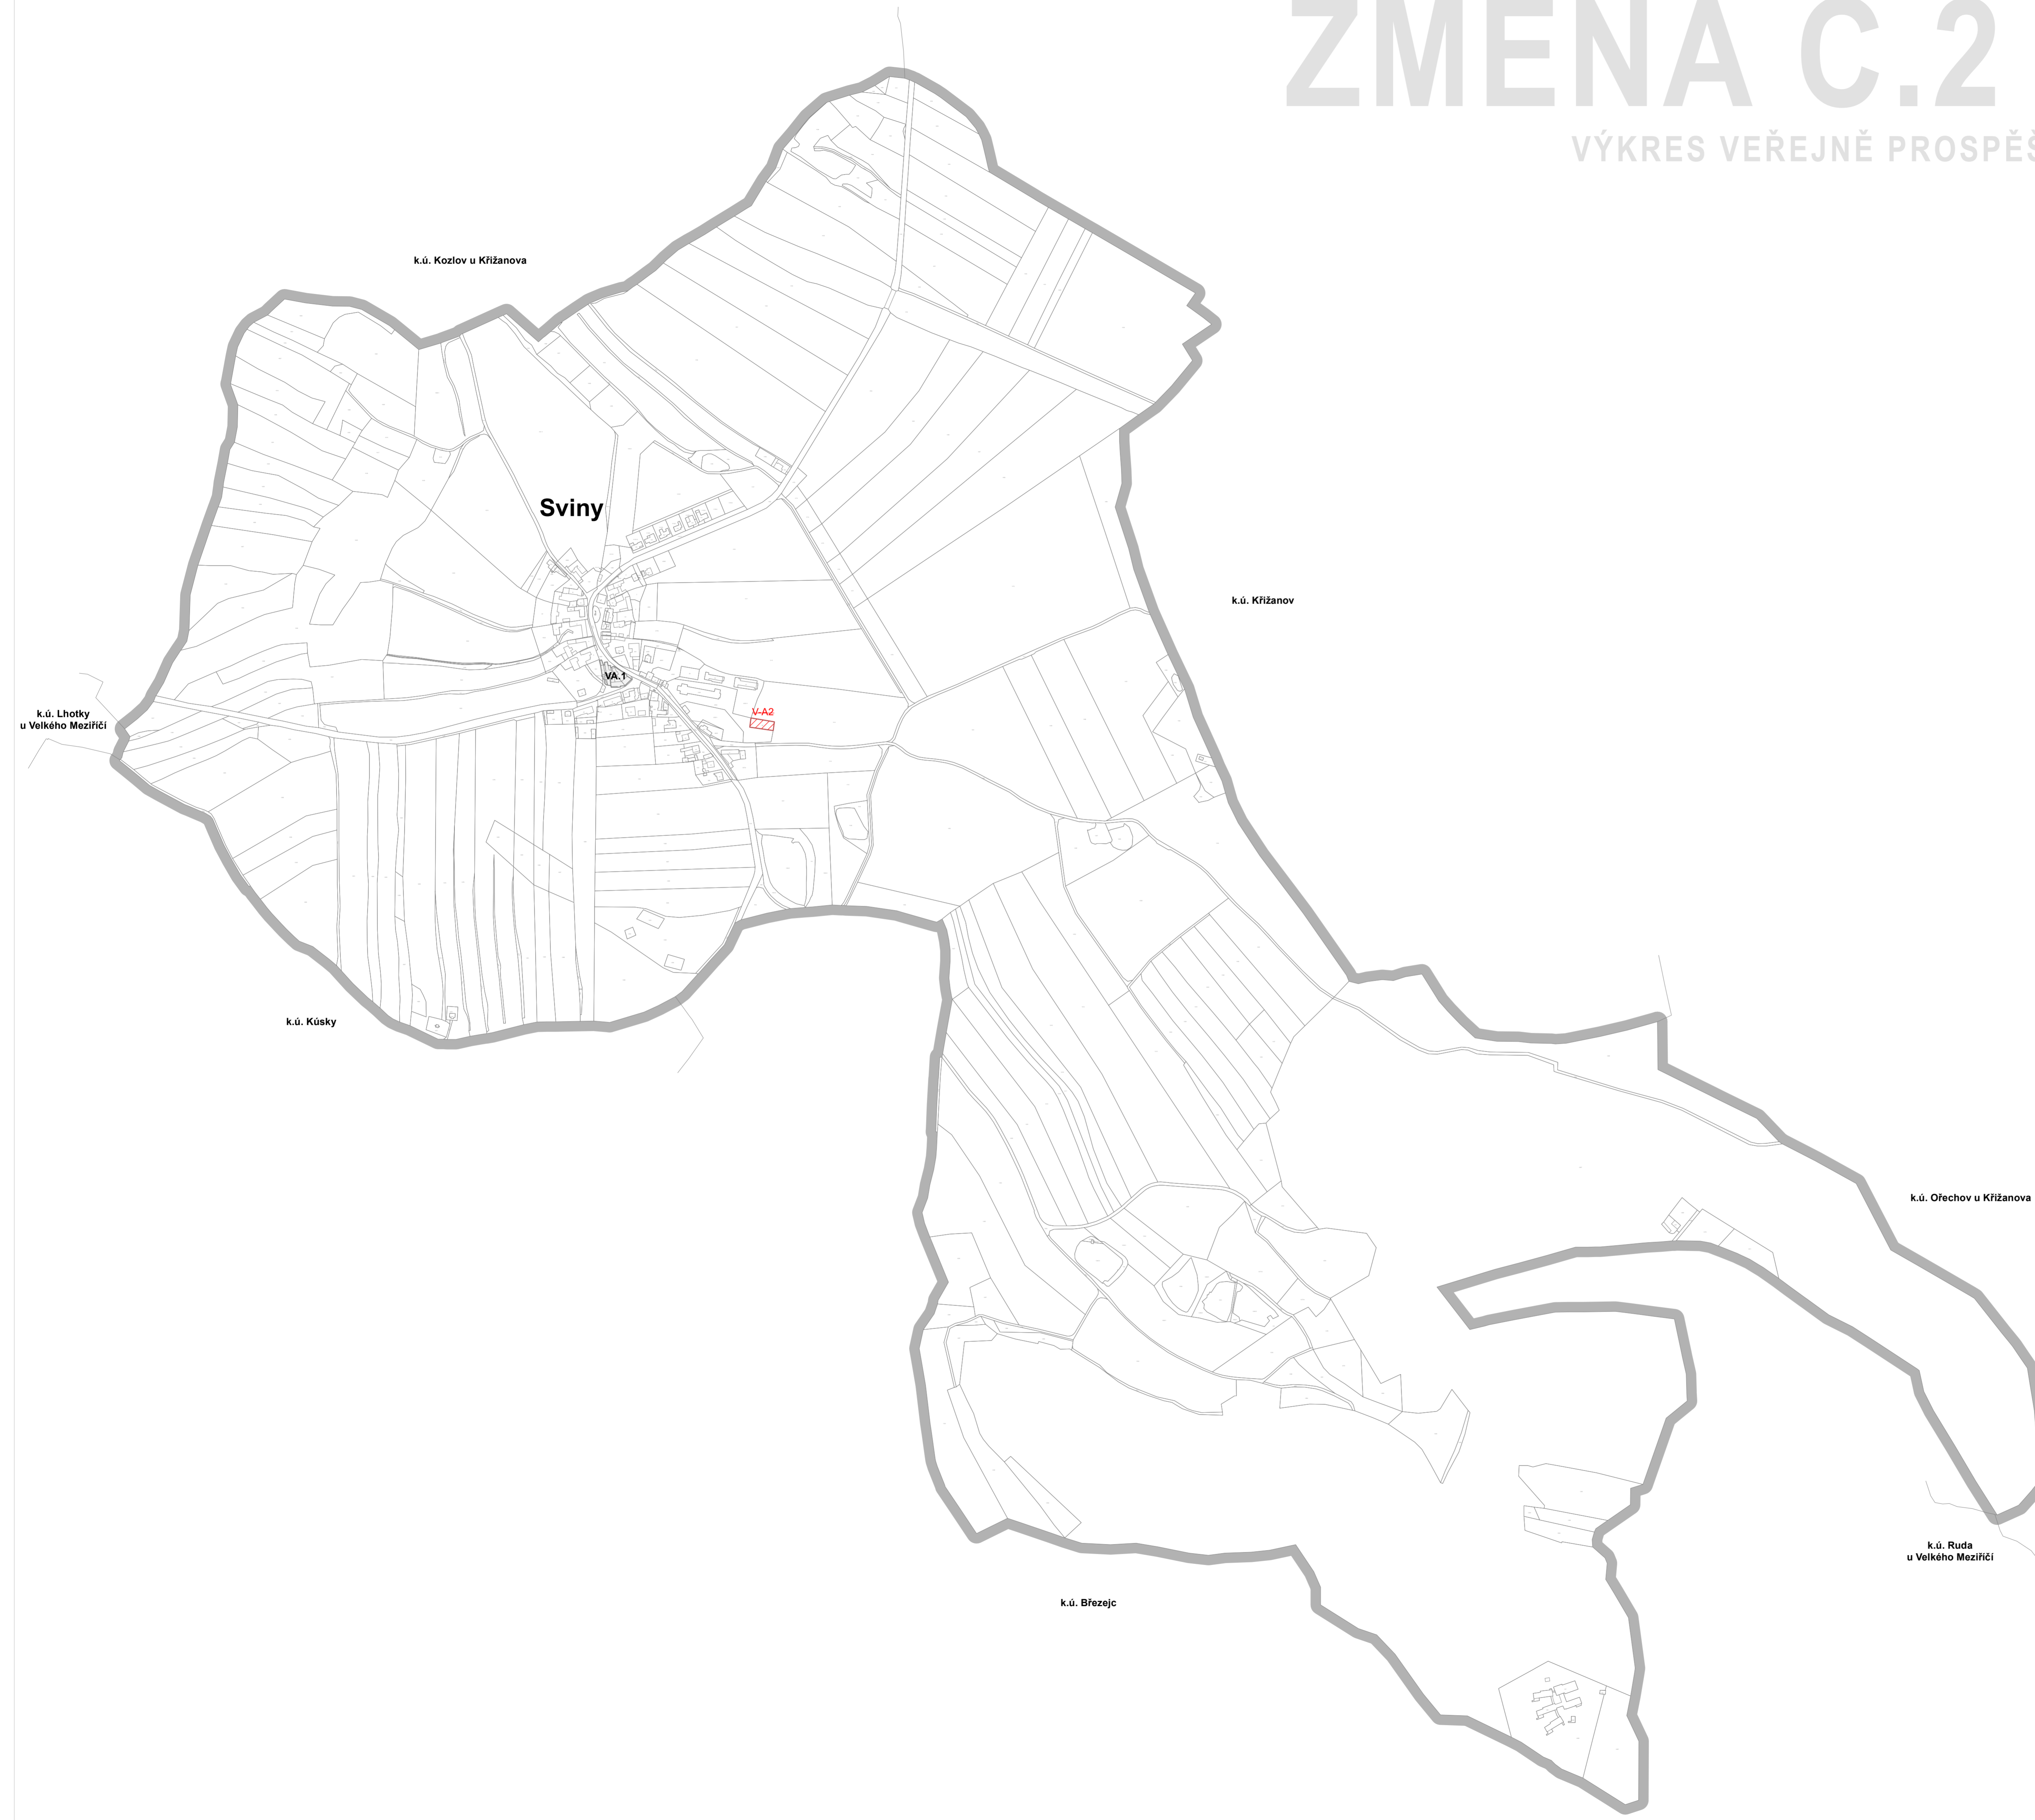 ZMĚNA Č.2
VÝKRES VEŘEJNĚ PROSPĚŠ
k.ú. Kozlov u Křižanova
Sviny
k.ú. Křižanov
VA.1
k.ú. Lhotky
u Velkého Meziříčí
V-A2
k.ú. Kúsky
k.ú. Ořechov u Křižanova
k.ú. Ruda
u Velkého Meziříčí
k.ú. Březejc